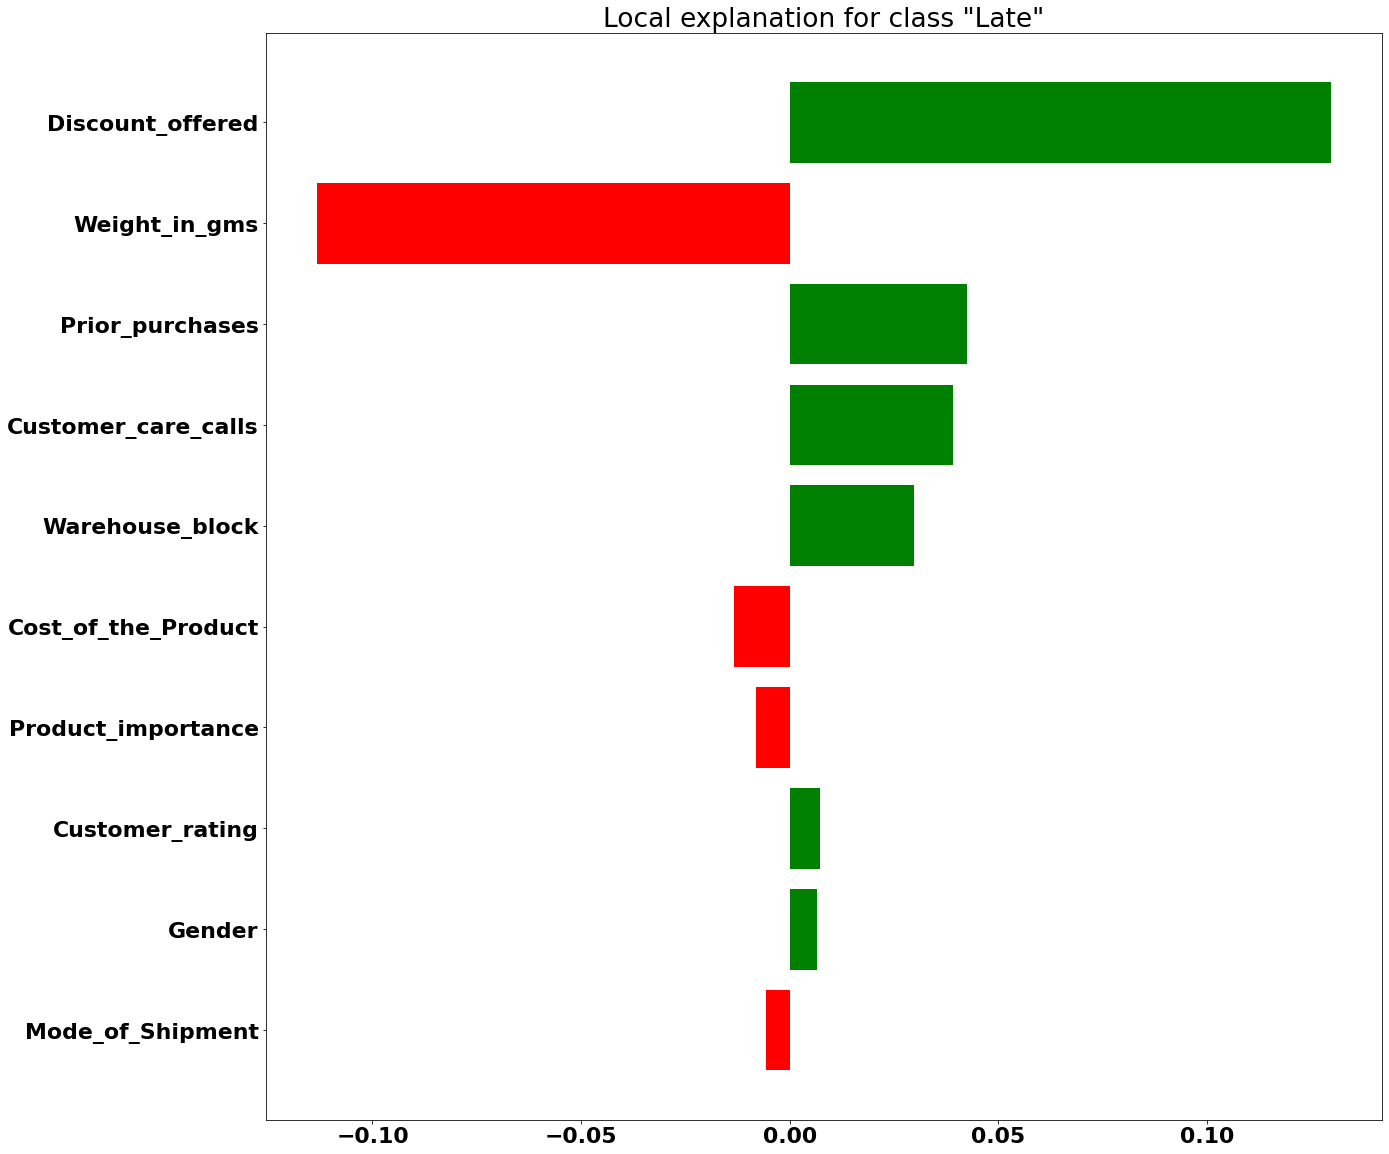 Local explanation for class "Late"
Discount_offered
Weight_in_gms
Prior_purchases
Customer_care_calls
Warehouse_block
Cost_of_the_Product
Product_importance
Customer_rating
Gender
Mode_of_Shipment
−0.10 −0.05 0.00 0.05 0.10